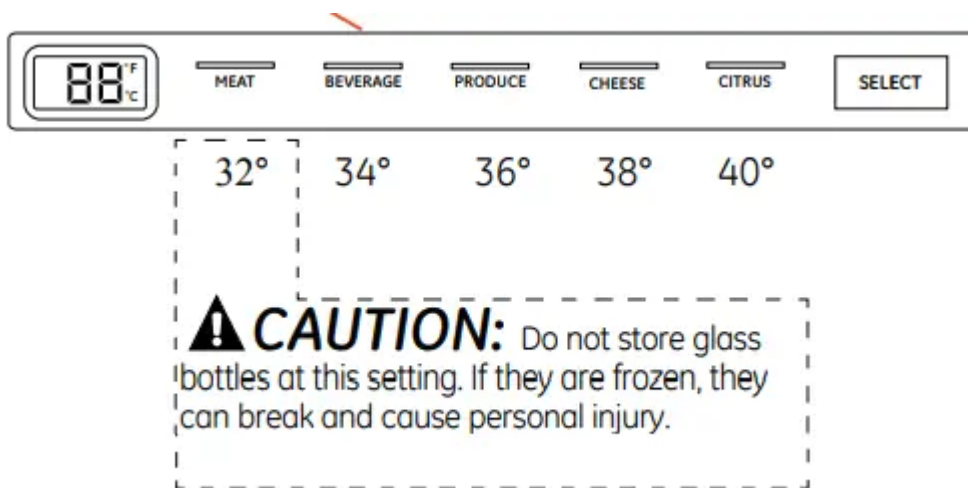 88 °F
°C
MEAT BEVERAGE PRODUCE CHEESE CITRUS SELECT
32° 34° 36° 38° 40°
CAUTION: Do not store glass
bottles at this setting. If they are frozen, they
can break and cause personal injury.